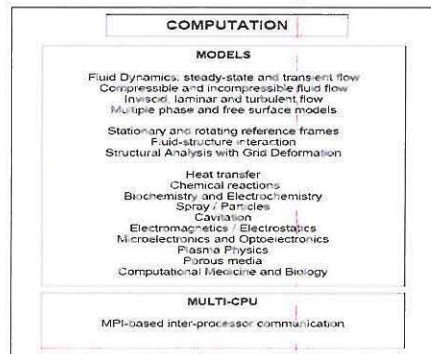 COMPUTATION
MODELS
Fluid Dynamics: steady-state and transient flow
Compressible and incompressible fluid flow
Inviscid, laminar and turbulent flow
Multiple phase and free surface models
Stationary and rotating reference frames
Fluid-structure interaction
Structural Analysis with Grid Deformation
Heat transfer
Chemical reactions
Biochemistry and Electrochemistry
Spray / Particles
Cavitation
Electromagnetics / Electrostatics
Microelectronics and Optoelectronics
Plasma Physics
Porous media
Computational Medicine and Biology
MULTI-CPU
MPI-based inter-processor communication